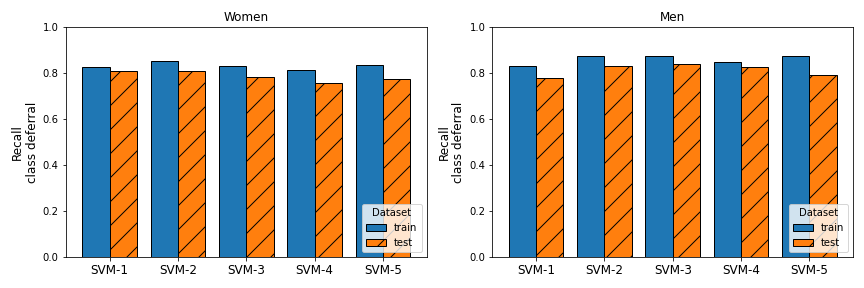 Women
Recall
class deferral
1.0
0.8
0.6
0.4
0.2
0.0
Dataset
train
test
SVM-1 SVM-2 SVM-3 SVM-4 SVM-5
Men
Recall
class deferral
1.0
0.8
0.6
0.4
0.2
0.0
Dataset
train
test
SVM-1 SVM-2 SVM-3 SVM-4 SVM-5